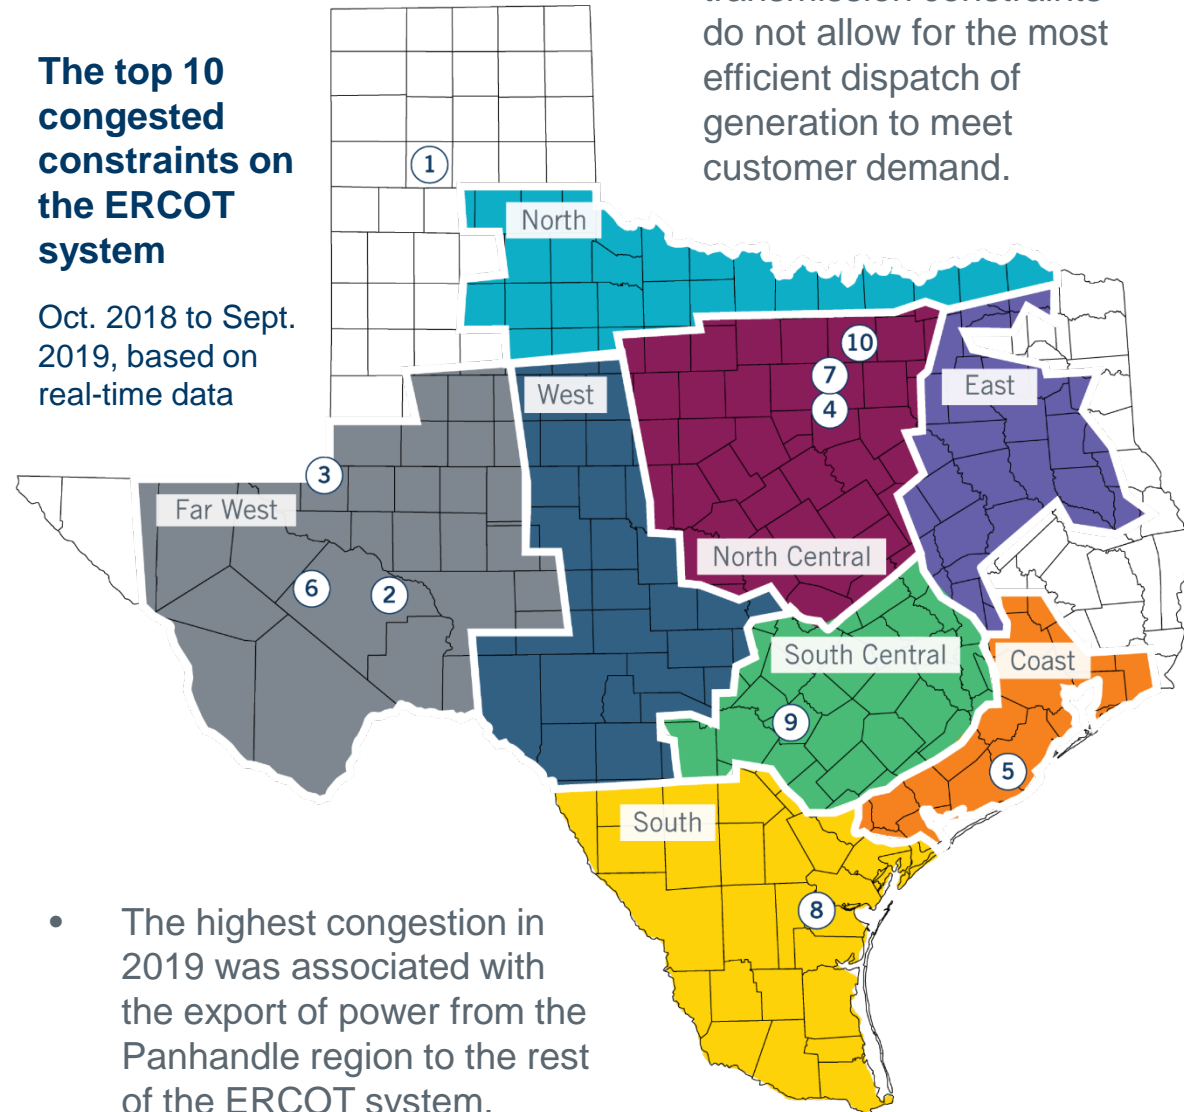 transmission constraints
do not allow for the most
efficient dispatch of
generation to meet
customer demand.
The top 10
congested
constraints on
the ERCOT
system
Oct. 2018 to Sept.
2019, based on
real-time data
1
North
10
7
4
West
East
3
Far West
6
2
North Central
South Central
Coast
9
5
South
8
• The highest congestion in
2019 was associated with
the export of power from the
Panhandle region to the rest
of the ERCOT system.